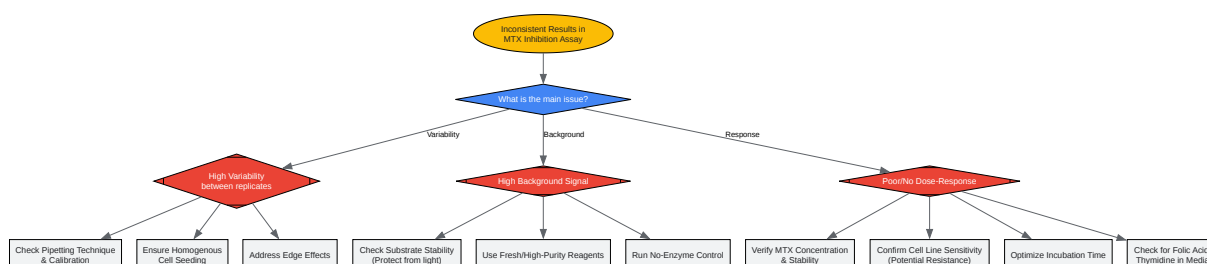 Inconsistent Results in
MTX Inhibition Assay
What is the main issue?
Variability
Background
Response
High Variability
between replicates
High Background Signal
Poor/No Dose-Response
Check Pipetting Technique
& Calibration
Ensure Homogenous
Cell Seeding
Address Edge Effects
Check Substrate Stability
(Protect from light)
Use Fresh/High-Purity Reagents
Run No-Enzyme Control
Verify MTX Concentration
& Stability
Confirm Cell Line Sensitivity
(Potential Resistance)
Optimize Incubation Time
Check for Folic Acid
Thymidine in Media